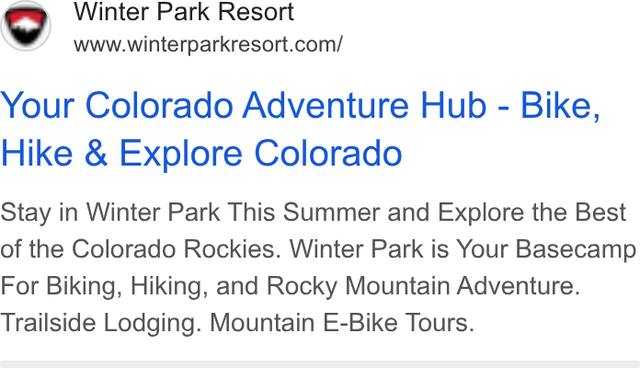 Winter Park Resort
www.winterparkresort.com/
Your Colorado Adventure Hub - Bike,
Hike & Explore Colorado
Stay in Winter Park This Summer and Explore the Best
of the Colorado Rockies. Winter Park is Your Basecamp
For Biking, Hiking, and Rocky Mountain Adventure.
Trailside Lodging. Mountain E-Bike Tours.